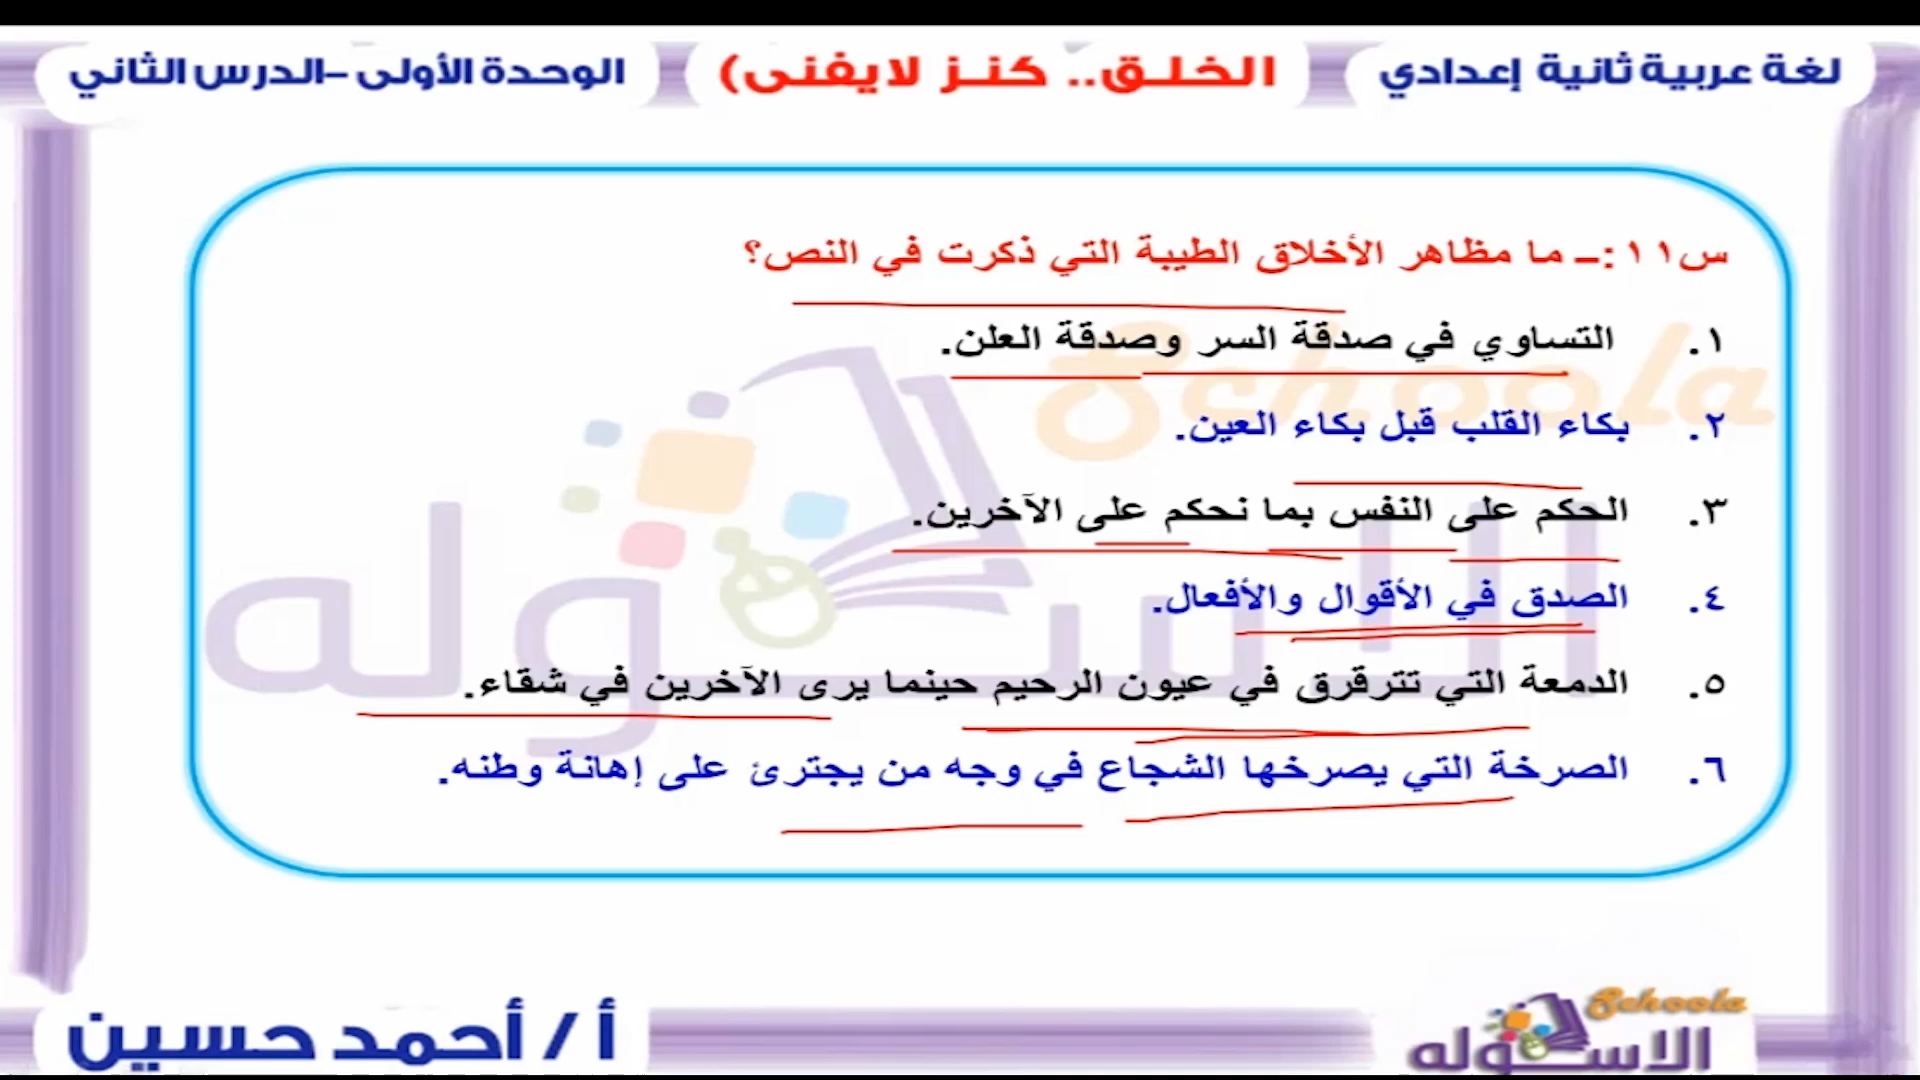 لغة عربية ثانية إعدادي
الخلق.. كنز لايفنى)
الوحدة الأولى -الدرس الثاني
س١١:ـ ما مظاهر الأخلاق الطيبة التي ذكرت في النص؟
١. التساوي في صدقة السر وصدقة العلن.
٢. بكاء القلب قبل بكاء العين.
٣. الحكم على النفس بما نحكم على الآخرين.
٤. الصدق في الأقوال والأفعال.
٥. الدمعة التي تترقرق في عيون الرحيم حينما يرى الآخرين في شقاء.
٦. الصرخة التي يصرخها الشجاع في وجه من يجترئ على إهانة وطنه.
Schoola
الاسكوله
Schoola
الاسكوله
أ / أحمد حسين